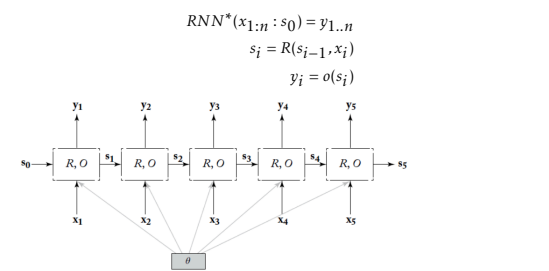 RNN*(x1:n : s0) = y1..n
si = R(si−1, xi)
yi = o(si)
y1 y2 y3 y4 y5
s0 R, O s1 R, O s2 R, O s3 R, O s4 R, O s5
x1 x2 x3 x4 x5
θ